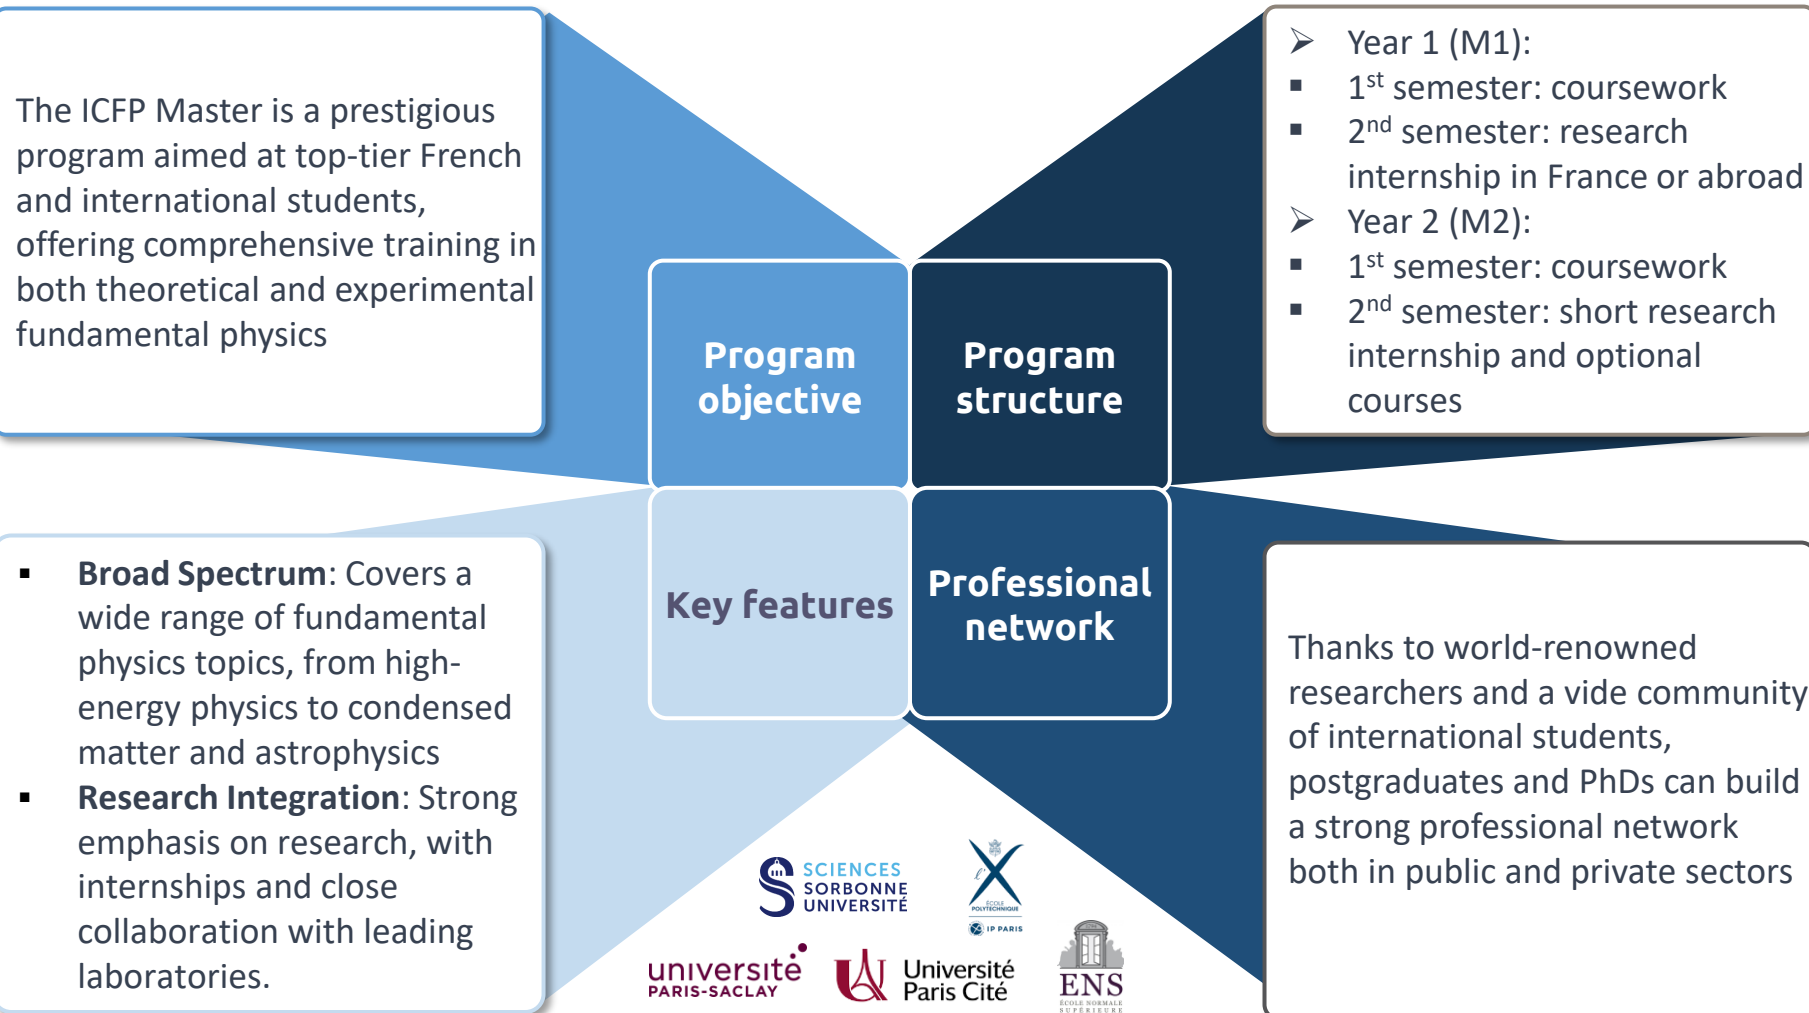 The ICFP Master is a prestigious
program aimed at top-tier French
and international students,
offering comprehensive training in
both theoretical and experimental
fundamental physics
Program
objective
Program
structure
➢ Year 1 (M1):
▪ 1st semester: coursework
▪ 2nd semester: research
internship in France or abroad
➢ Year 2 (M2):
▪ 1st semester: coursework
▪ 2nd semester: short research
internship and optional
courses
▪ Broad Spectrum: Covers a
wide range of fundamental
physics topics, from high-
energy physics to condensed
matter and astrophysics
▪ Research Integration: Strong
emphasis on research, with
internships and close
collaboration with leading
laboratories.
Key features
Professional
network
Thanks to world-renowned
researchers and a vide community
of international students,
postgraduates and PhDs can build
a strong professional network
both in public and private sectors
SCIENCES
SORBONNE
UNIVERSITÉ
ÉCOLE
POLYTECHNIQUE
IP PARIS
université
PARIS-SACLAY
Université
Paris Cité
ENS
ÉCOLE NORMALE
SUPÉRIEURE